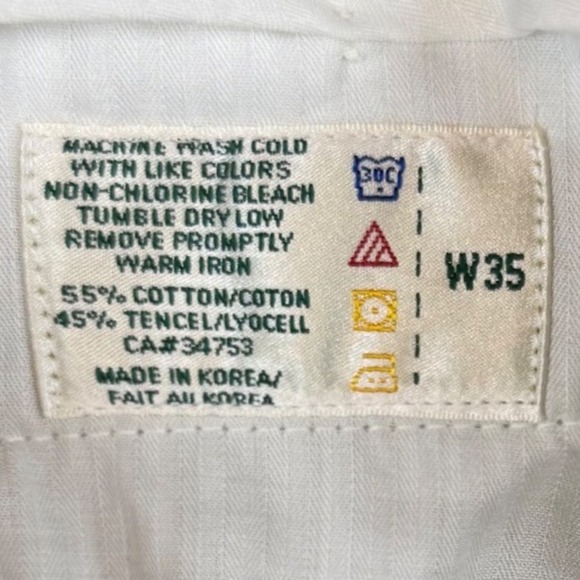 MACHINE WASH COLD
WITH LIKE COLORS
NON-CHLORINE BLEACH
TUMBLE DRY LOW
REMOVE PROMPTLY
WARM IRON
55% COTTON/COTON
45% TENCEL/LYOCELL
CA#34753
MADE IN KOREA/
FAIT AU KOREA
30C
W35